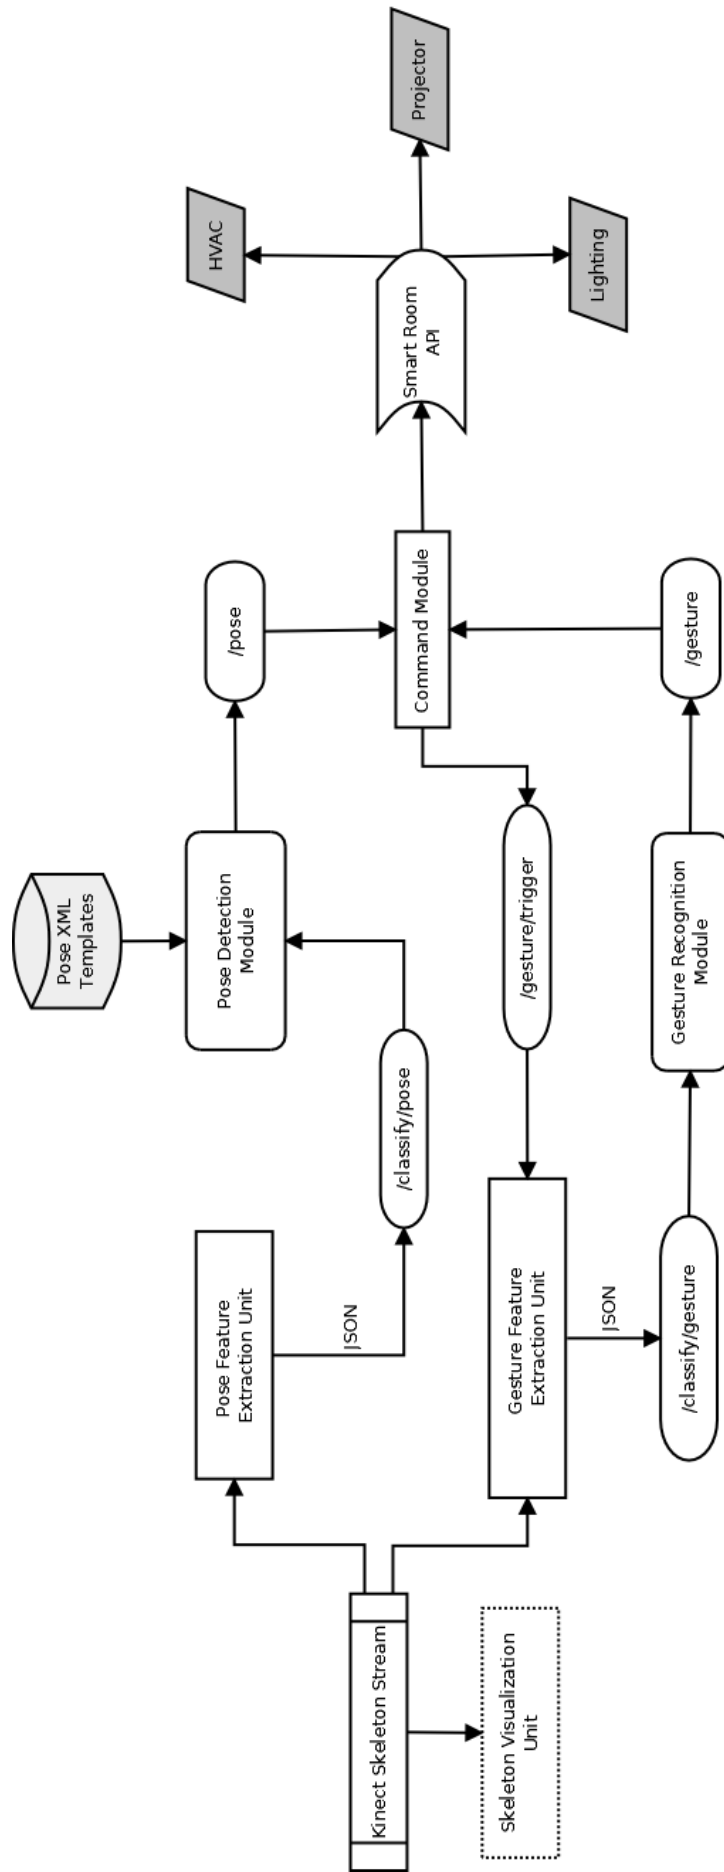 Kinect Skeleton Stream
Skeleton Visualization
Unit
Pose Feature
Extraction Unit
JSON
/classify/pose
Pose XML
Templates
Pose Detection
Module
/pose
Gesture Feature
Extraction Unit
JSON
/classify/gesture
Gesture Recognition
Module
/gesture
/gesture/trigger
Command Module
Smart Room
API
HVAC
Projector
Lighting